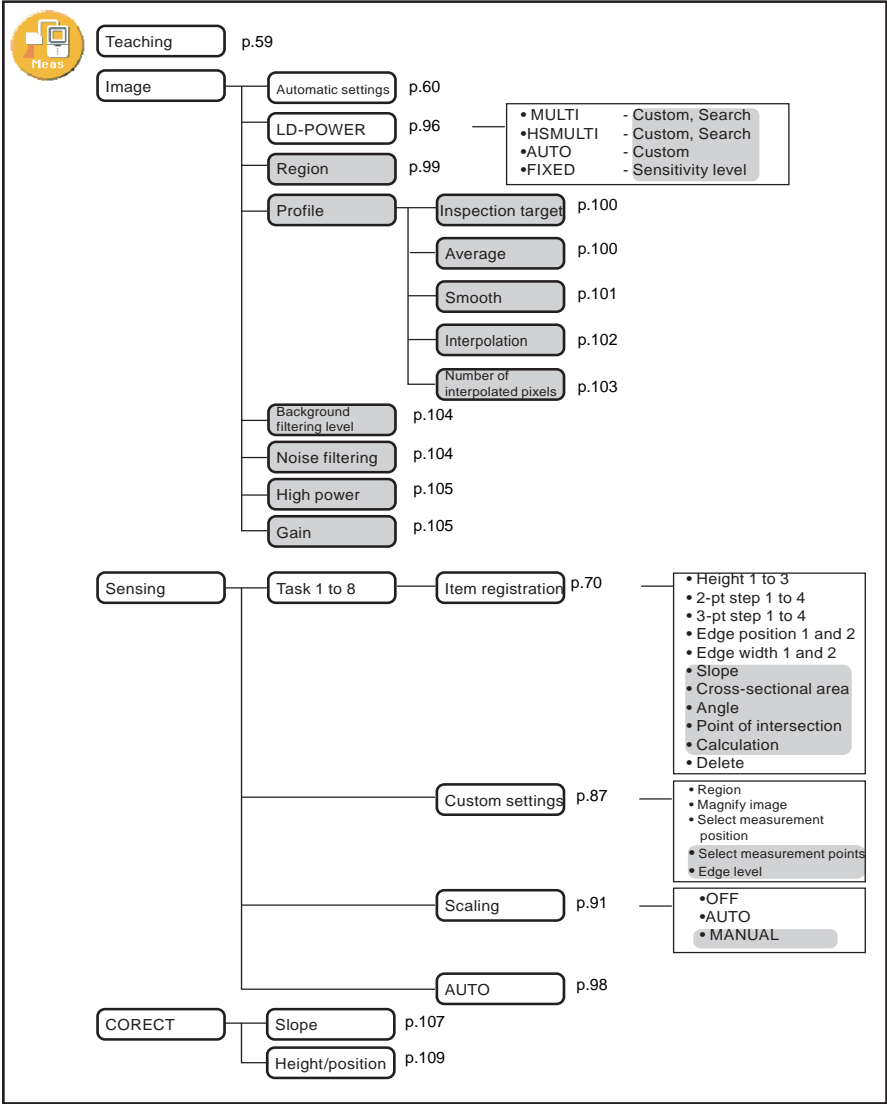 Meas
Teaching p.59
Image
Automatic settings p.60
LD-POWER p.96
• MULTI - Custom, Search
•HSMULTI - Custom, Search
•AUTO - Custom
•FIXED - Sensitivity level
Region p.99
Profile
Inspection target p.100
Average p.100
Smooth p.101
Interpolation p.102
Number of
interpolated pixels p.103
Background
filtering level p.104
Noise filtering p.104
High power p.105
Gain p.105
Sensing
Task 1 to 8
Item registration p.70
• Height 1 to 3
• 2-pt step 1 to 4
• 3-pt step 1 to 4
• Edge position 1 and 2
• Edge width 1 and 2
• Slope
• Cross-sectional area
• Angle
• Point of intersection
• Calculation
• Delete
Custom settings p.87
• Region
• Magnify image
• Select measurement
position
• Select measurement points
• Edge level
Scaling p.91
•OFF
•AUTO
• MANUAL
AUTO p.98
CORECT
Slope p.107
Height/position p.109